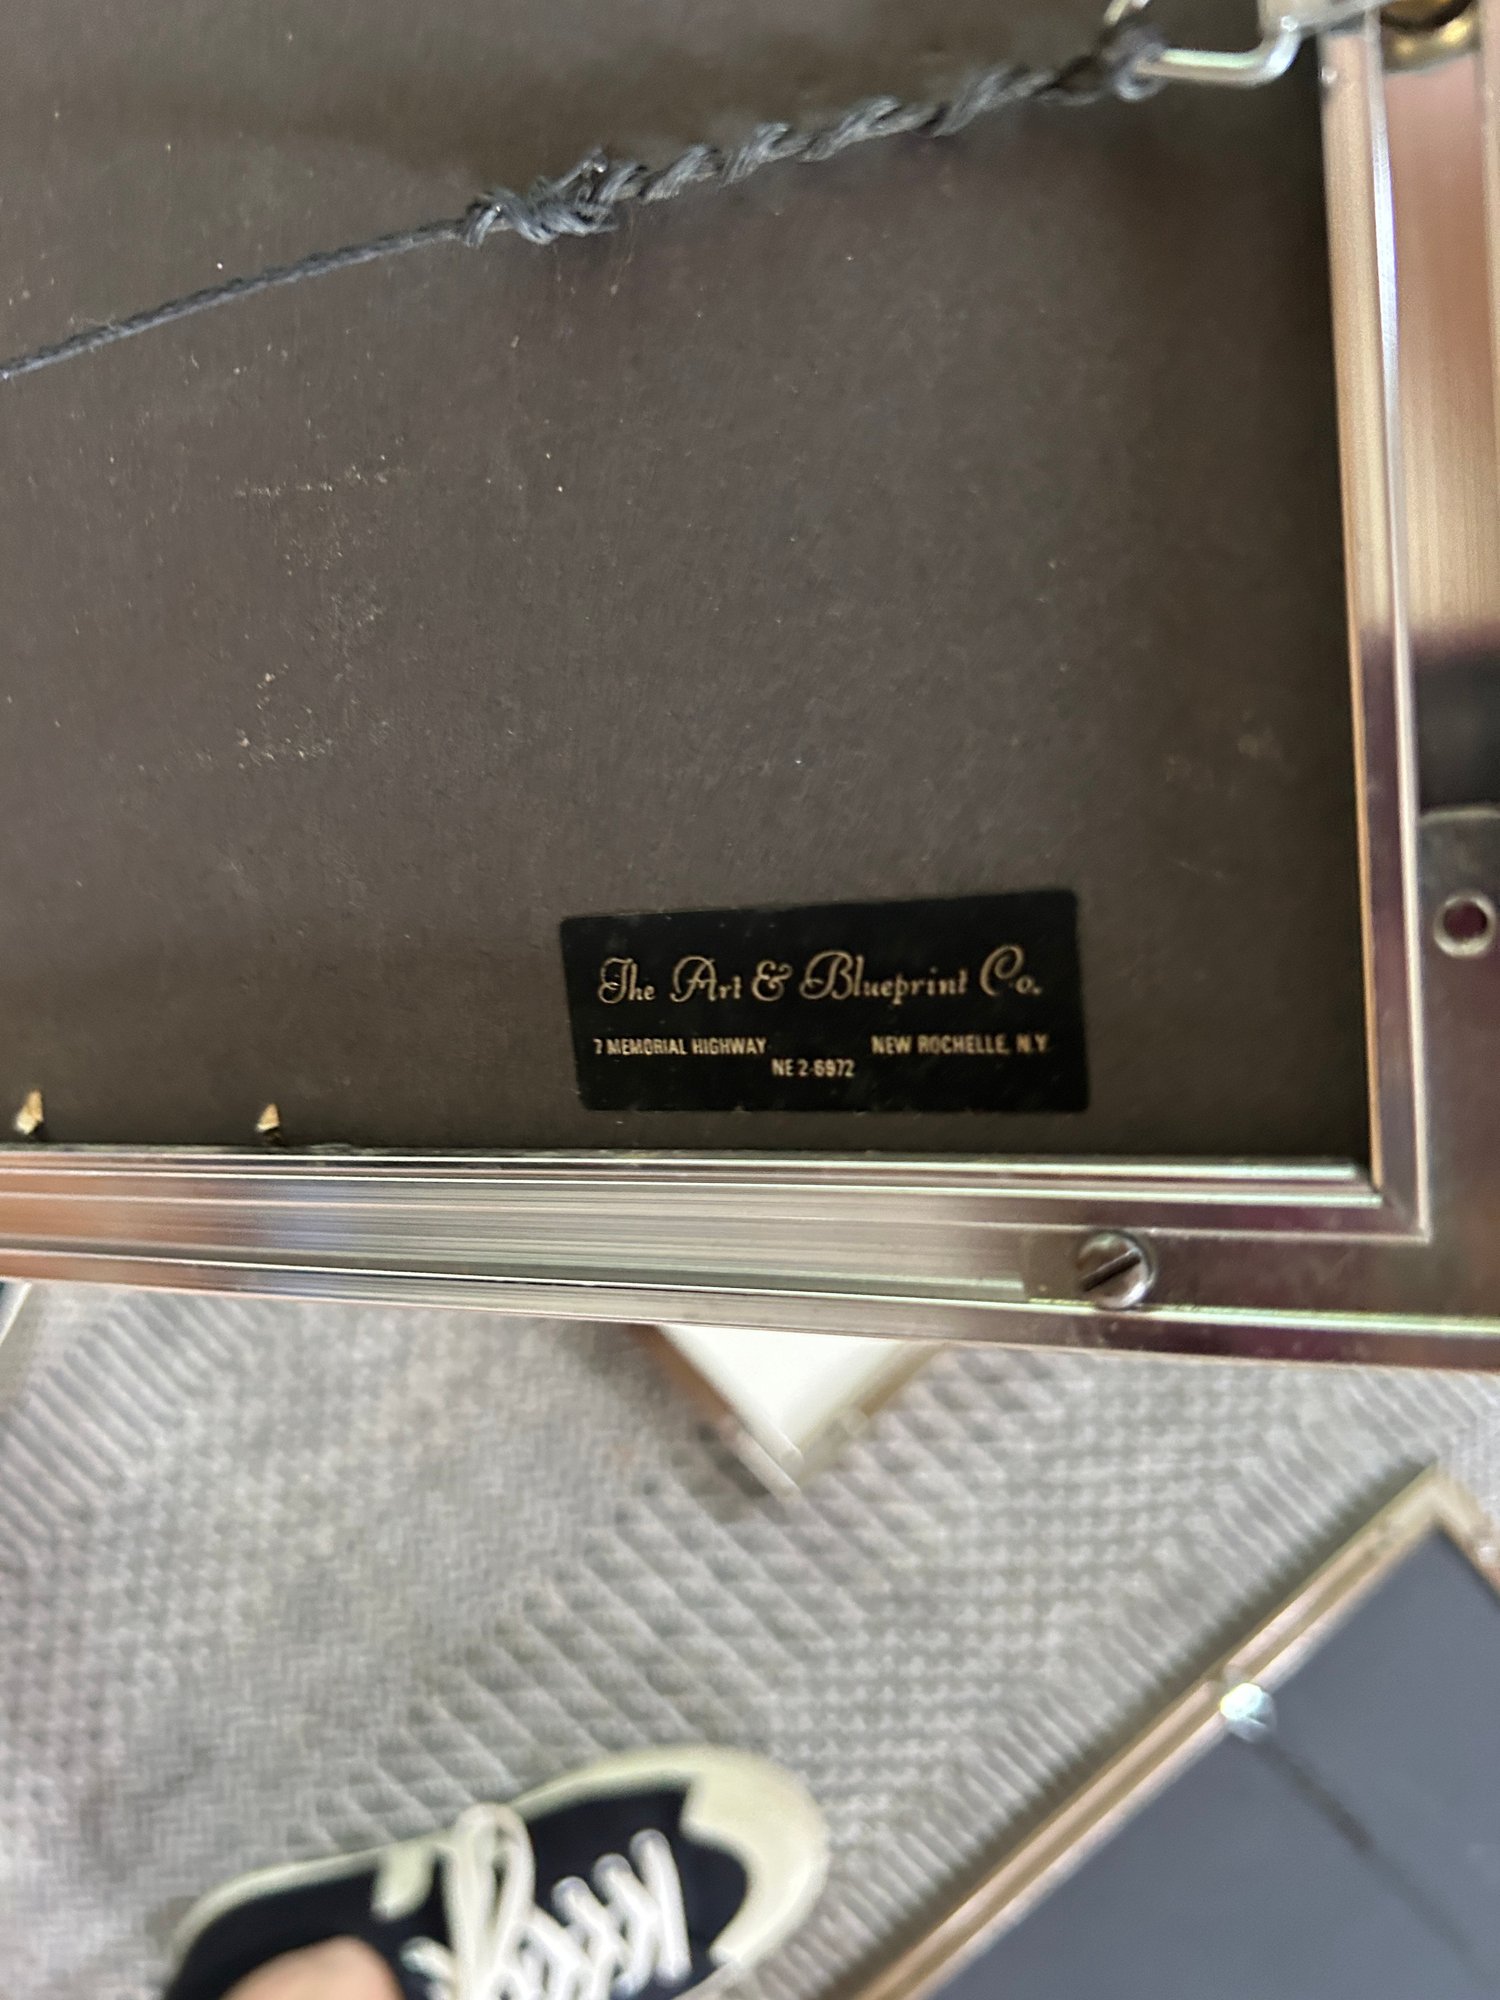 The Art & Blueprint Co.
7 MEMORIAL HIGHWAY NEW ROCHELLE, N.Y.
NE 2-6972